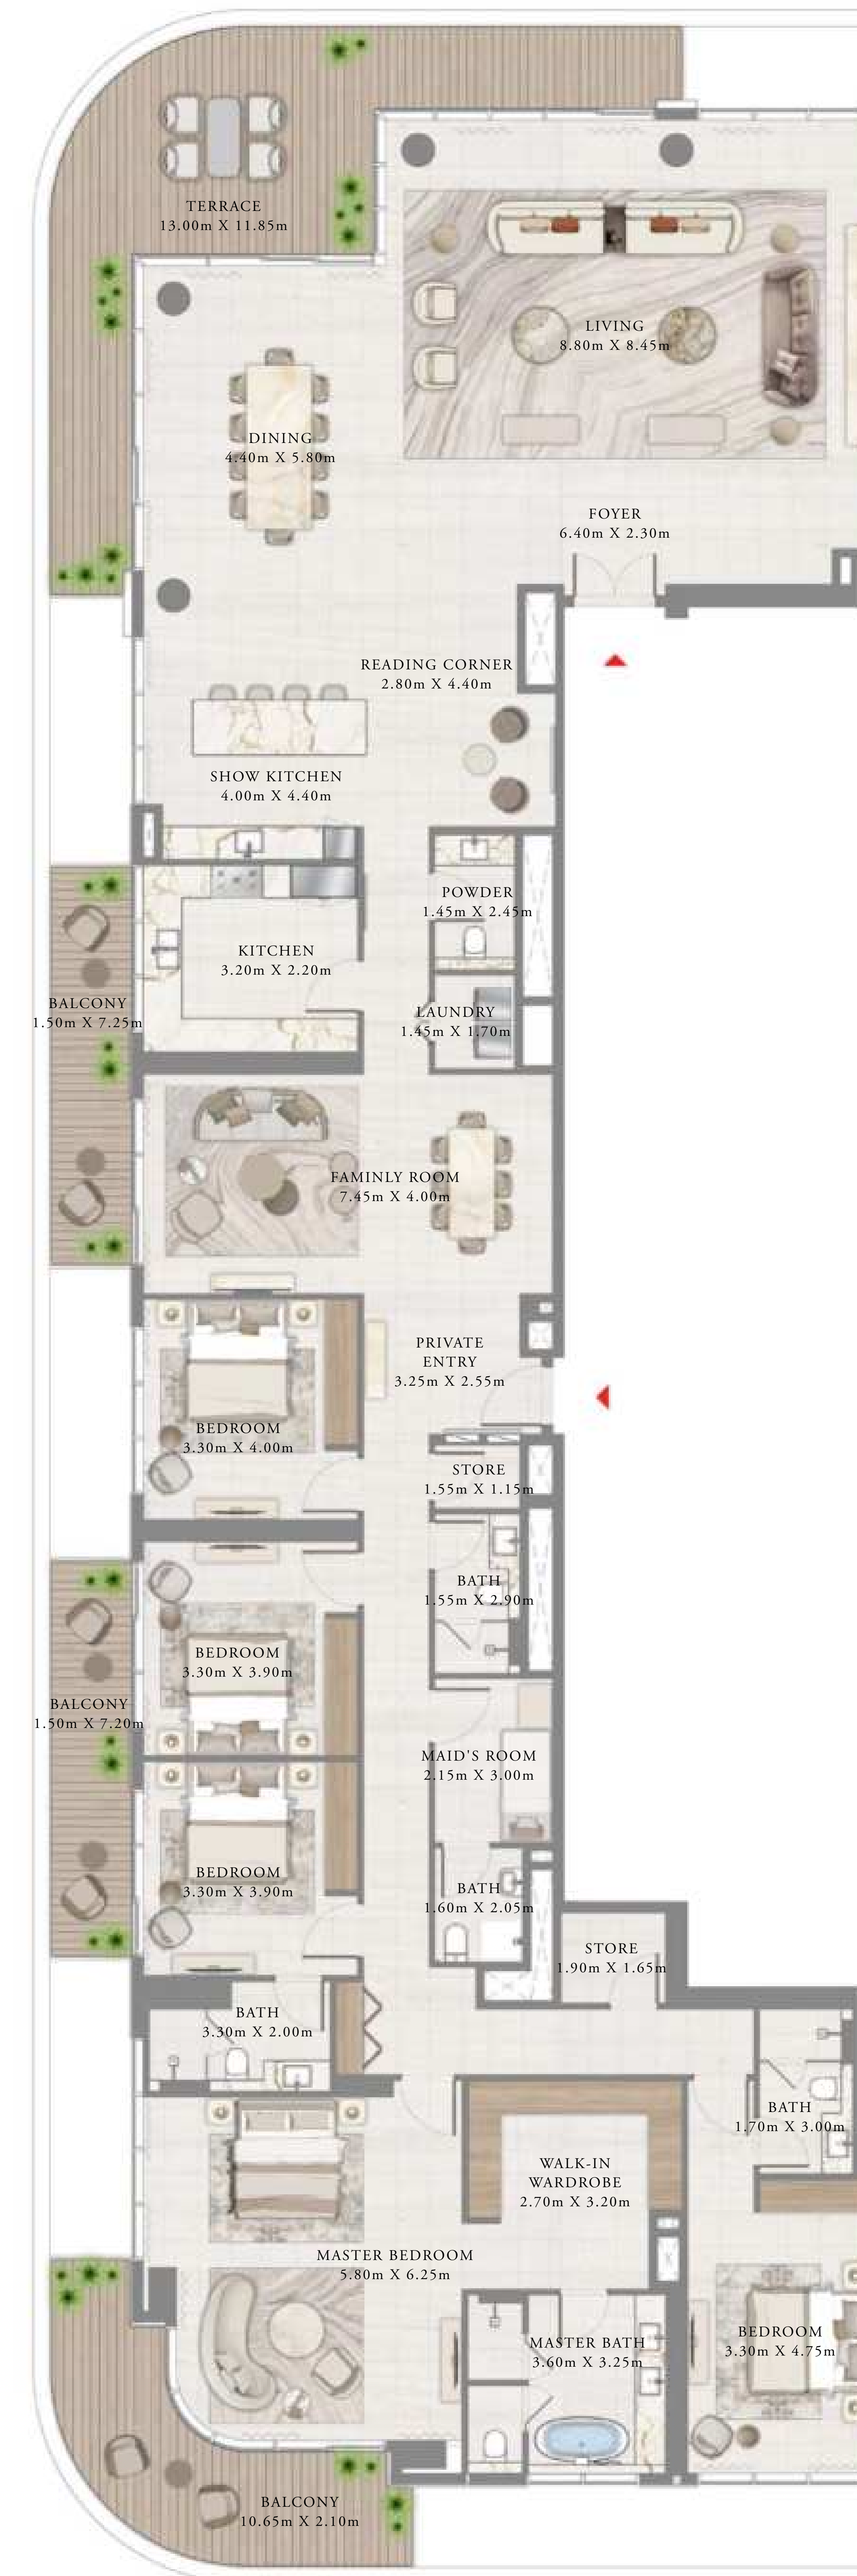 TERRACE
13.00m X 11.85m
LIVING
8.80m X 8.45m
DINING
4.40m X 5.80m
FOYER
6.40m X 2.30m
READING CORNER
2.80m X 4.40m
SHOW KITCHEN
4.00m X 4.40m
POWDER
1.45m X 2.45m
KITCHEN
3.20m X 2.20m
BALCONY
1.50m X 7.25m
LAUNDRY
1.45m X 1.70m
FAMINLY ROOM
7.45m X 4.00m
PRIVATE
ENTRY
3.25m X 2.55m
BEDROOM
3.30m X 4.00m
STORE
1.55m X 1.15m
BATH
1.55m X 2.90m
BEDROOM
3.30m X 3.90m
BALCONY
1.50m X 7.20m
MAID'S ROOM
2.15m X 3.00m
BEDROOM
3.30m X 3.90m
BATH
1.60m X 2.05m
STORE
1.90m X 1.65m
BATH
3.30m X 2.00m
BATH
1.70m X 3.00m
WALK-IN
WARDROBE
2.70m X 3.20m
MASTER BEDROOM
5.80m X 6.25m
BEDROOM
3.30m X 4.75m
MASTER BATH
3.60m X 3.25m
BALCONY
10.65m X 2.10m